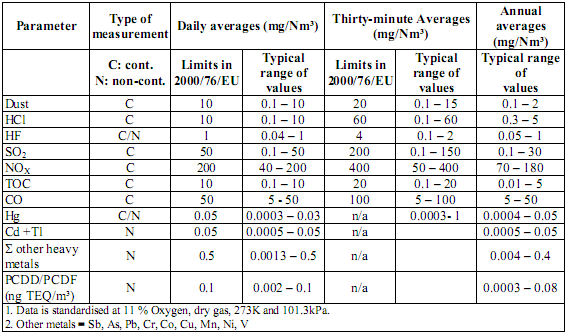 Parameter Type of measurement Daily averages (mg/Nm³) Thirty-minute Averages (mg/Nm³) Annual averages (mg/Nm³)
C: cont. N: non-cont. Limits in 2000/76/EU Typical range of values Limits in 2000/76/EU Typical range of values Typical range of values
Dust C 10 0.1 – 10 20 0.1 – 15 0.1 – 2
HCl C 10 0.1 – 10 60 0.1 – 60 0.3 – 5
HF C/N 1 0.04 – 1 4 0.1 – 2 0.05 – 1
SO₂ C 50 0.1 – 50 200 0.1 – 150 0.1 – 30
NOX C 200 40 – 200 400 50 – 400 70 – 180
TOC C 10 0.1 – 10 20 0.1 – 20 0.01 – 5
CO C 50 5 - 50 100 5 – 100 5 – 50
Hg C/N 0.05 0.0003 – 0.03 n/a 0.0003 - 1 0.0004 – 0.05
Cd +Tl N 0.05 0.0005 – 0.05 n/a 0.0005 – 0.05
Σ other heavy metals N 0.5 0.0013 – 0.5 n/a 0.004 – 0.4
PCDD/PCDF (ng TEQ/m³) N 0.1 0.002 – 0.1 n/a 0.0003 – 0.08
1. Data is standardised at 11 % Oxygen, dry gas, 273K and 101.3kPa.
2. Other metals = Sb, As, Pb, Cr, Co, Cu, Mn, Ni, V